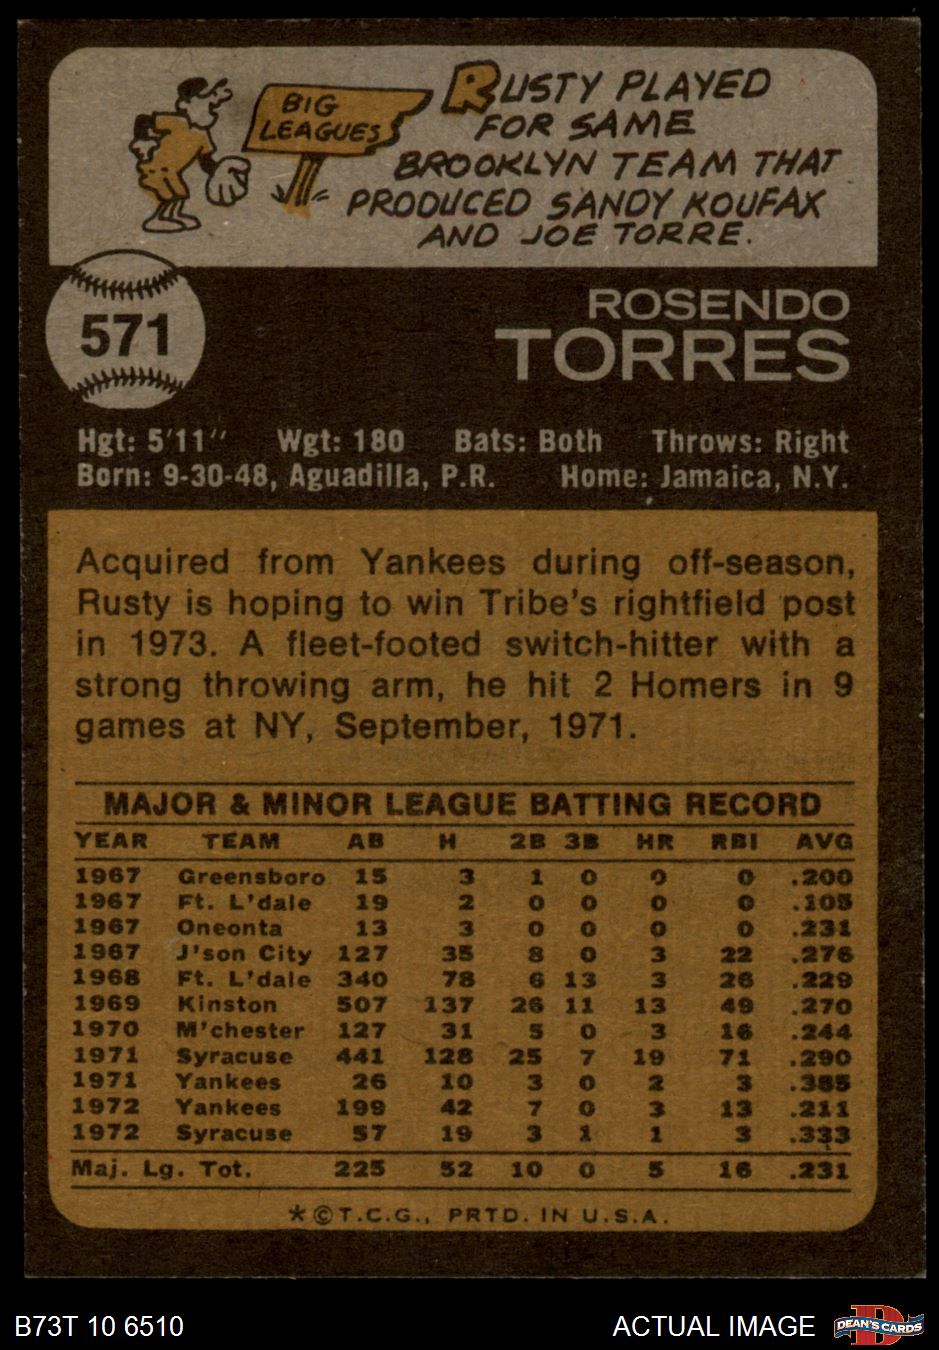 BIG
LEAGUES
RUSTY PLAYED
FOR SAME
BROOKLYN TEAM THAT
PRODUCED SANDY KOUFAX
AND JOE TORRE.
571
ROSENDO
TORRES
Hgt: 5'11" Wgt: 180 Bats: Both Throws: Right
Born: 9-30-48, Aguadilla, P.R. Home: Jamaica, N.Y.
Acquired from Yankees during off-season,
Rusty is hoping to win Tribe's rightfield post
in 1973. A fleet-footed switch-hitter with a
strong throwing arm, he hit 2 Homers in 9
games at NY, September, 1971.
MAJOR & MINOR LEAGUE BATTING RECORD
YEAR TEAM AB H 2B 3B HR RBI AVG
1967 Greensboro 15 3 1 0 0 0 .200
1967 Ft. L'dale 19 2 0 0 0 0 .105
1967 Oneonta 13 3 0 0 0 0 .231
1967 J'son City 127 35 8 0 3 22 .276
1968 Ft. L'dale 340 78 6 13 3 26 .229
1969 Kinston 507 137 26 11 13 49 .270
1970 M'chester 127 31 5 0 3 16 .244
1971 Syracuse 441 128 25 7 19 71 .290
1971 Yankees 26 10 3 0 2 3 .385
1972 Yankees 199 42 7 0 3 13 .211
1972 Syracuse 57 19 3 1 1 3 .333
Maj. Lg. Tot. 225 52 10 0 5 16 .231
*©T.C.G., PRTD. IN U.S.A.
B73T 10 6510 ACTUAL IMAGE
D
DEAN'S CARDS